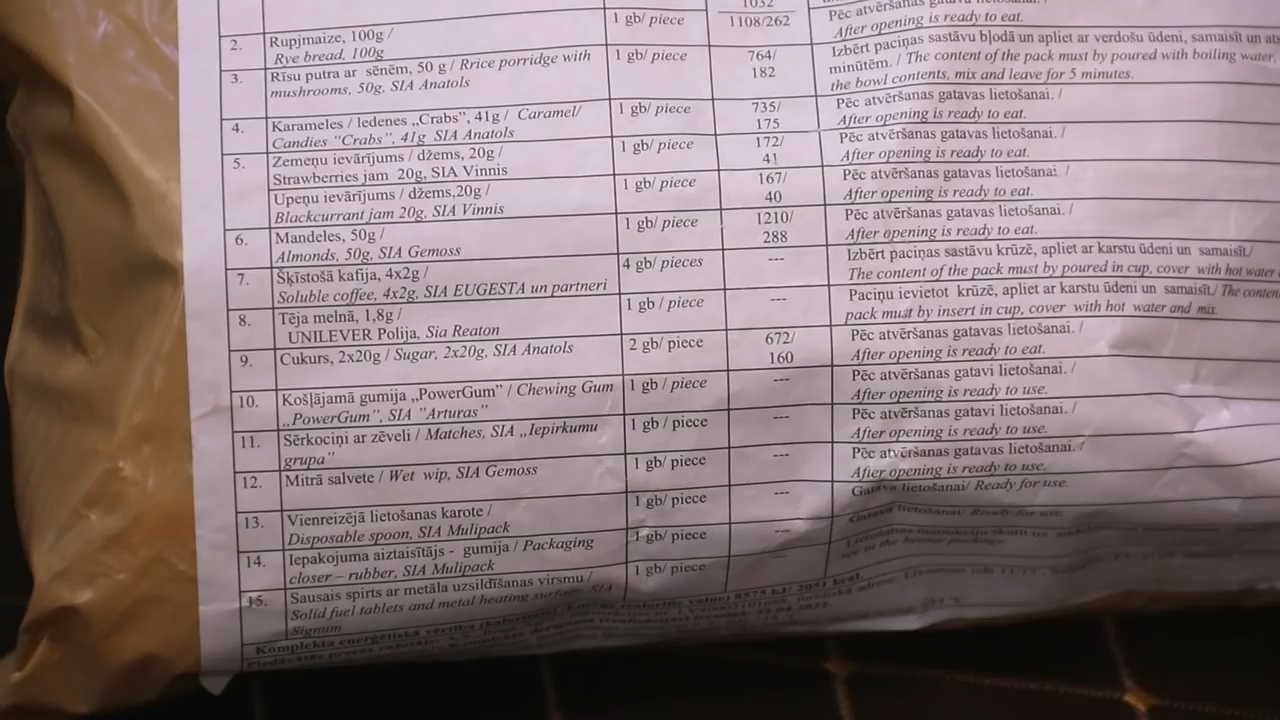 1032
1 gb/ piece 1108/262 Pēc atvēršanas gatava lietošanai. /
After opening is ready to eat.
2. Rupjmaize, 100g /
Rye bread, 100g
1 gb/ piece 764/
182
Izbērt paciņas sastāvu bļodā un apliet ar verdošu ūdeni, samaisīt un
minūtēm. / The content of the pack must by poured with boiling water,
the bowl contents, mix and leave for 5 minutes.
3. Rīsu putra ar sēnēm, 50 g / Rrice porridge with
mushrooms, 50g, SIA Anatols
1 gb/ piece 735/
175
Pēc atvēršanas gatavas lietošanai. /
After opening is ready to eat.
4. Karameles / ledenes „Crabs”, 41g / Caramel/
Candies "Crabs", 41g SIA Anatols
1 gb/ piece 172/
41
Pēc atvēršanas gatavas lietošanai. /
After opening is ready to eat.
5. Zemeņu ievārījums / džems, 20g /
Strawberries jam 20g, SIA Vinnis
1 gb/ piece 167/
40
Pēc atvēršanas gatavas lietošanai. /
After opening is ready to eat.
Upeņu ievārījums / džems,20g /
Blackcurrant jam 20g, SIA Vinnis
1 gb/ piece 1210/
288
Pēc atvēršanas gatavas lietošanai. /
After opening is ready to eat.
6. Mandeles, 50g /
Almonds, 50g, SIA Gemoss
4 gb/ pieces ---
Izbērt paciņas sastāvu krūzē, apliet ar karstu ūdeni un samaisīt/
The content of the pack must by poured in cup, cover with hot water
7. Šķīstošā kafija, 4x2g /
Soluble coffee, 4x2g, SIA EUGESTA un partneri
1 gb / piece ---
Paciņu ievietot krūzē, apliet ar karstu ūdeni un samaisīt./ The
pack must by insert in cup, cover with hot water and mix.
8. Tēja melnā, 1,8g /
UNILEVER Polija, Sia Reaton
2 gb/ piece 672/
160
Pēc atvēršanas gatavas lietošanai. /
After opening is ready to eat.
9. Cukurs, 2x20g / Sugar, 2x20g, SIA Anatols
1 gb / piece ---
Pēc atvēršanas gatavi lietošanai. /
After opening is ready to use.
10. Košļājamā gumija „PowerGum” / Chewing Gum
„PowerGum”, SIA "Arturas"
1 gb / piece ---
Pēc atvēršanas gatavi lietošanai. /
After opening is ready to use.
11. Sērkociņi ar zēveli / Matches, SIA „Iepirkumu
grupa”
1 gb/ piece ---
Pēc atvēršanas gatavas lietošanai. /
After opening is ready to use.
12. Mitrā salvete / Wet wip, SIA Gemoss
1 gb/ piece ---
Gatava lietošanai/ Ready for use.
13. Vienreizējā lietošanas karote /
Disposable spoon, SIA Mulipack
1 gb/ piece ---
Gatava lietošanai/ Ready for use.
14. Iepakojuma aiztaisītājs - gumija / Packaging
closer – rubber, SIA Mulipack
1 gb/ piece
15. Sausais spirts ar metāla uzsildīšanas virsmu /
Solid fuel tablets and metal heating surface, SIA
Signum
Komplekta enerģētiskā vērtība